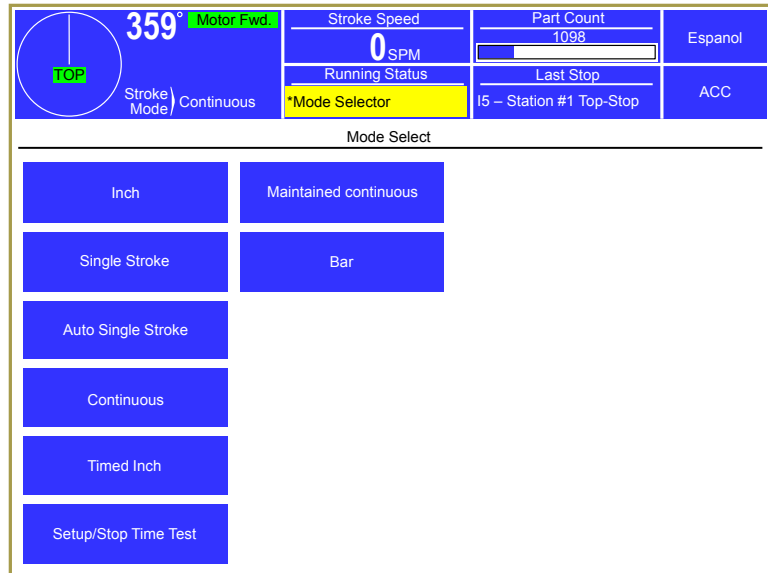 359° Motor Fwd.
TOP
Stroke Mode) Continuous
Stroke Speed
0 SPM
Running Status
*Mode Selector
Part Count
1098
Last Stop
I5 – Station #1 Top-Stop
Espanol
ACC
Mode Select
Inch
Maintained continuous
Single Stroke
Bar
Auto Single Stroke
Continuous
Timed Inch
Setup/Stop Time Test